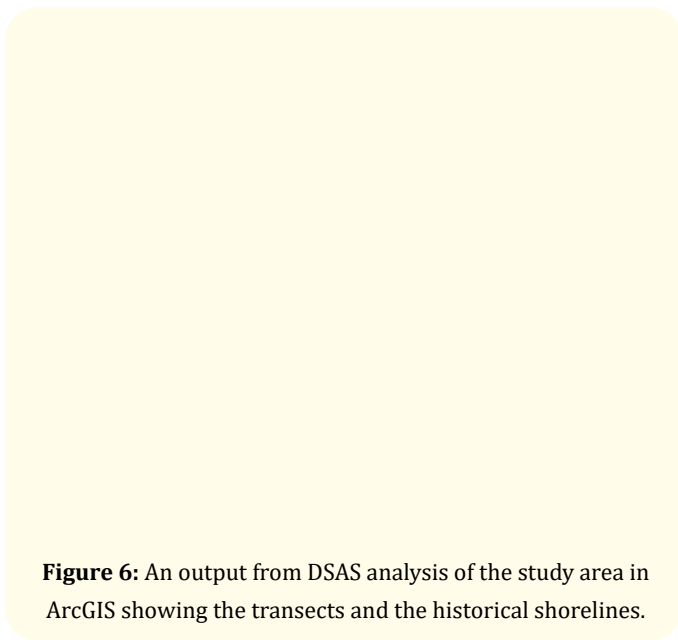 Figure 6: An output from DSAS analysis of the study area in
ArcGIS showing the transects and the historical shorelines.